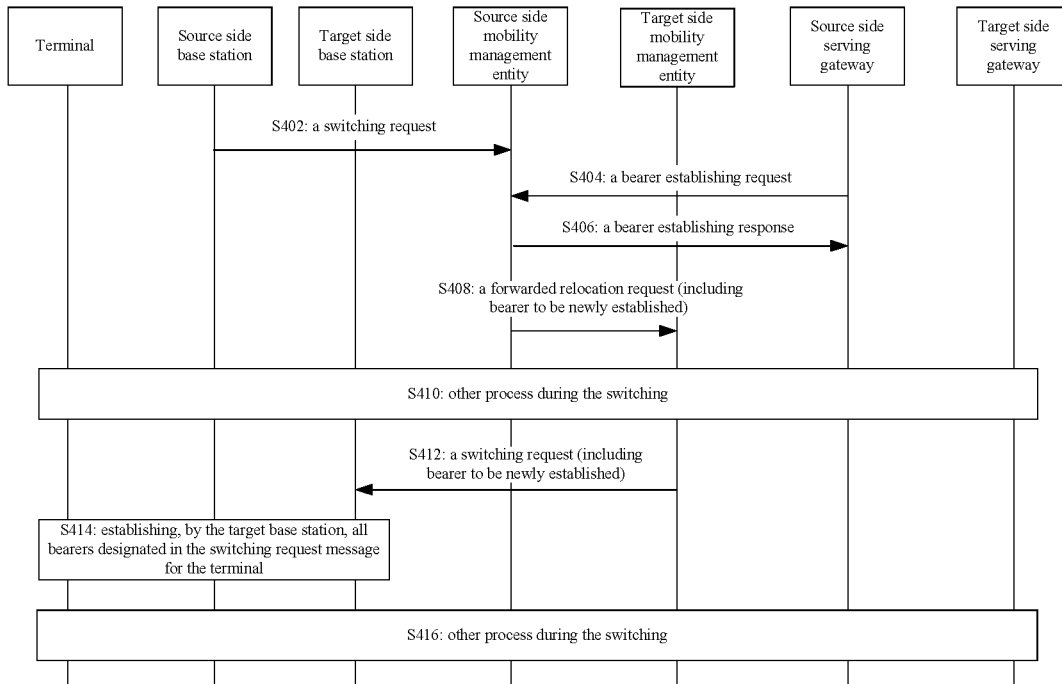 Terminal
Source side
base station
Target side
base station
Source side
mobility
management
entity
Target side
mobility
management
entity
Source side
serving
gateway
Target side
serving
gateway
S402: a switching request
S404: a bearer establishing request
S406: a bearer establishing response
S408: a forwarded relocation request (including
bearer to be newly established)
S410: other process during the switching
S412: a switching request (including
bearer to be newly established)
S414: establishing, by the target base station, all
bearers designated in the switching request message
for the terminal
S416: other process during the switching